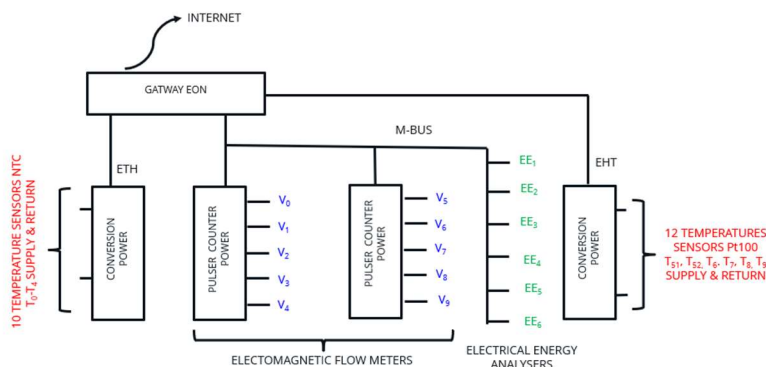 INTERNET
GATWAY EON
M-BUS
ETH
EHT
10 TEMPERATURE SENSORS NTC
T0-T4 SUPPLY & RETURN
CONVERSION
POWER
PULSER COUNTER
POWER
V0
V1
V2
V3
V4
PULSER COUNTER
POWER
V5
V6
V7
V8
V9
EE1
EE2
EE3
EE4
EE5
EE6
CONVERSION
POWER
12 TEMPERATURES
SENSORS Pt100
T51, T52, T6, T7, T8, T9
SUPPLY & RETURN
ELECTOMAGNETIC FLOW METERS
ELECTRICAL ENERGY
ANALYSERS